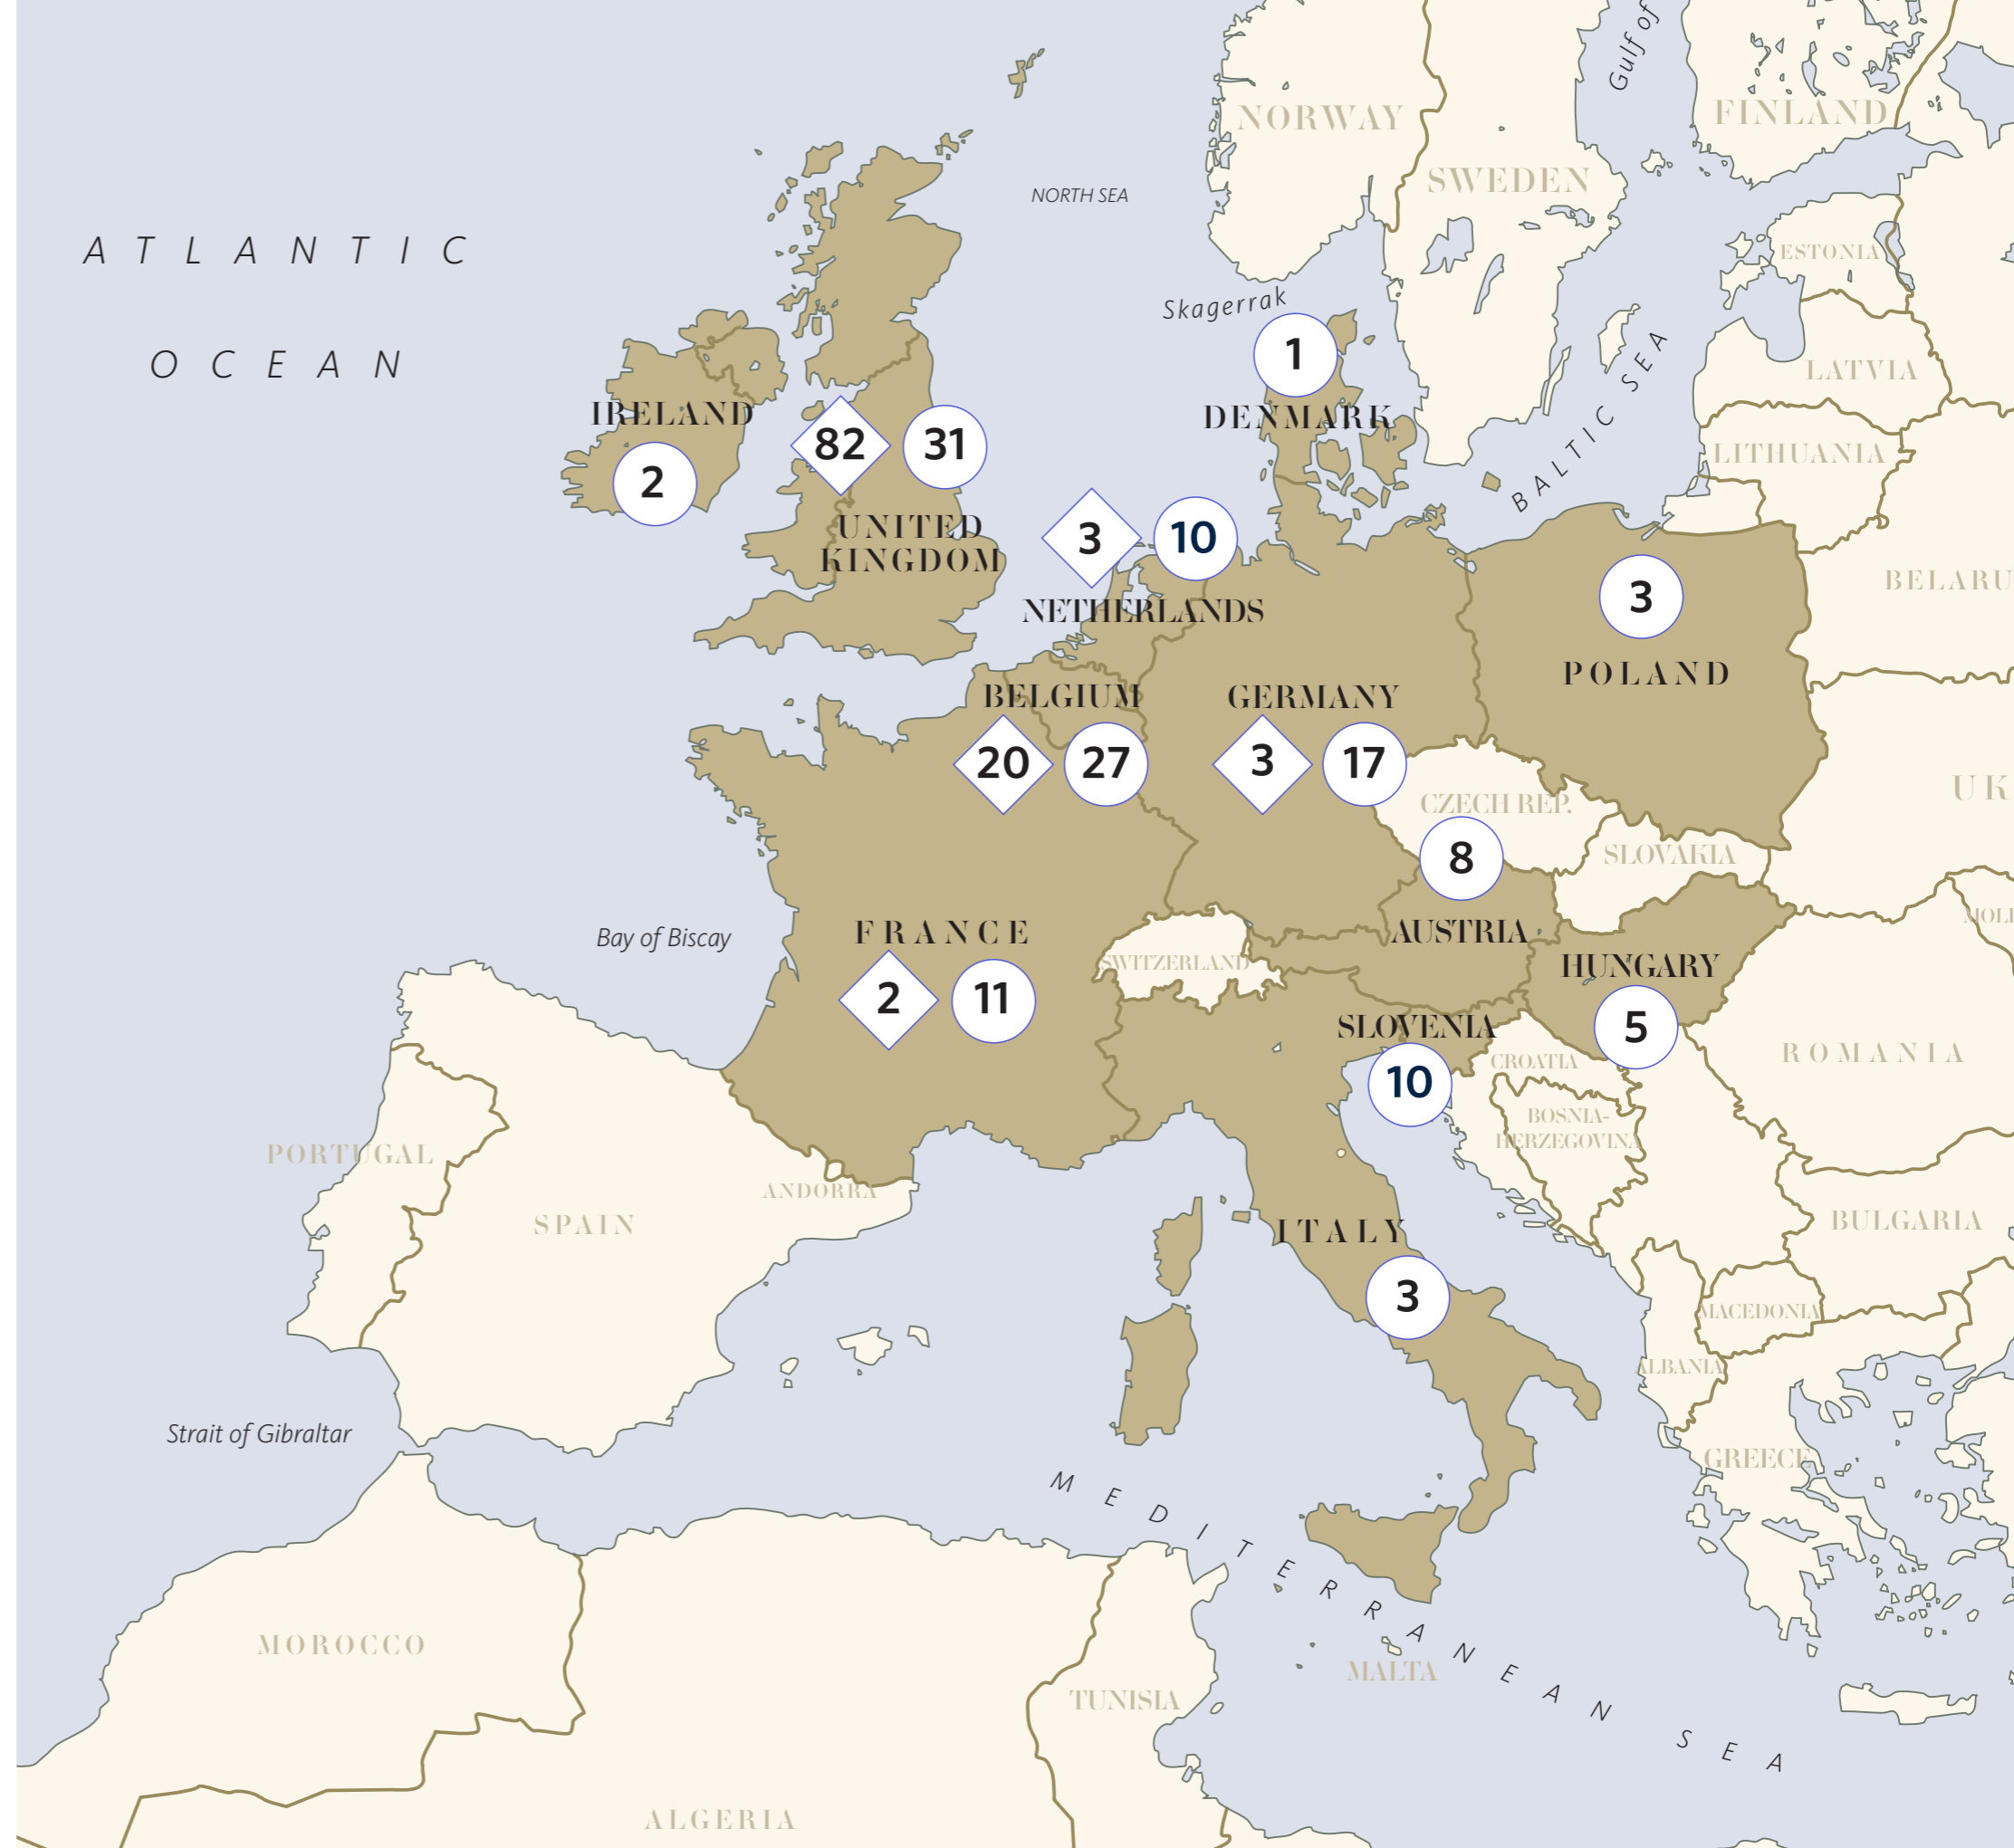 Gulf of
NORWAY
FINLAND
SWEDEN
NORTH SEA
ATLANTIC
OCEAN
ESTONIA
Skagerrak
1
DENMARK
BALTIC SEA
LATVIA
LITHUANIA
IRELAND
2
82
31
UNITED
KINGDOM
3
10
NETHERLANDS
BELARU
3
POLAND
BELGIUM
20
27
GERMANY
3
17
UK
CZECH REP.
8
SLOVAKIA
AUSTRIA
MOL
Bay of Biscay
FRANCE
2
11
SWITZERLAND
HUNGARY
5
SLOVENIA
10
CROATIA
ROMANIA
BOSNIA-
HERZEGOVINA
PORTUGAL
ANDORRA
SPAIN
BULGARIA
ITALY
3
MACEDONIA
ALBANIA
GREECE
Strait of Gibraltar
MEDITERRANEAN SEA
MOROCCO
MALTA
TUNISIA
ALGERIA